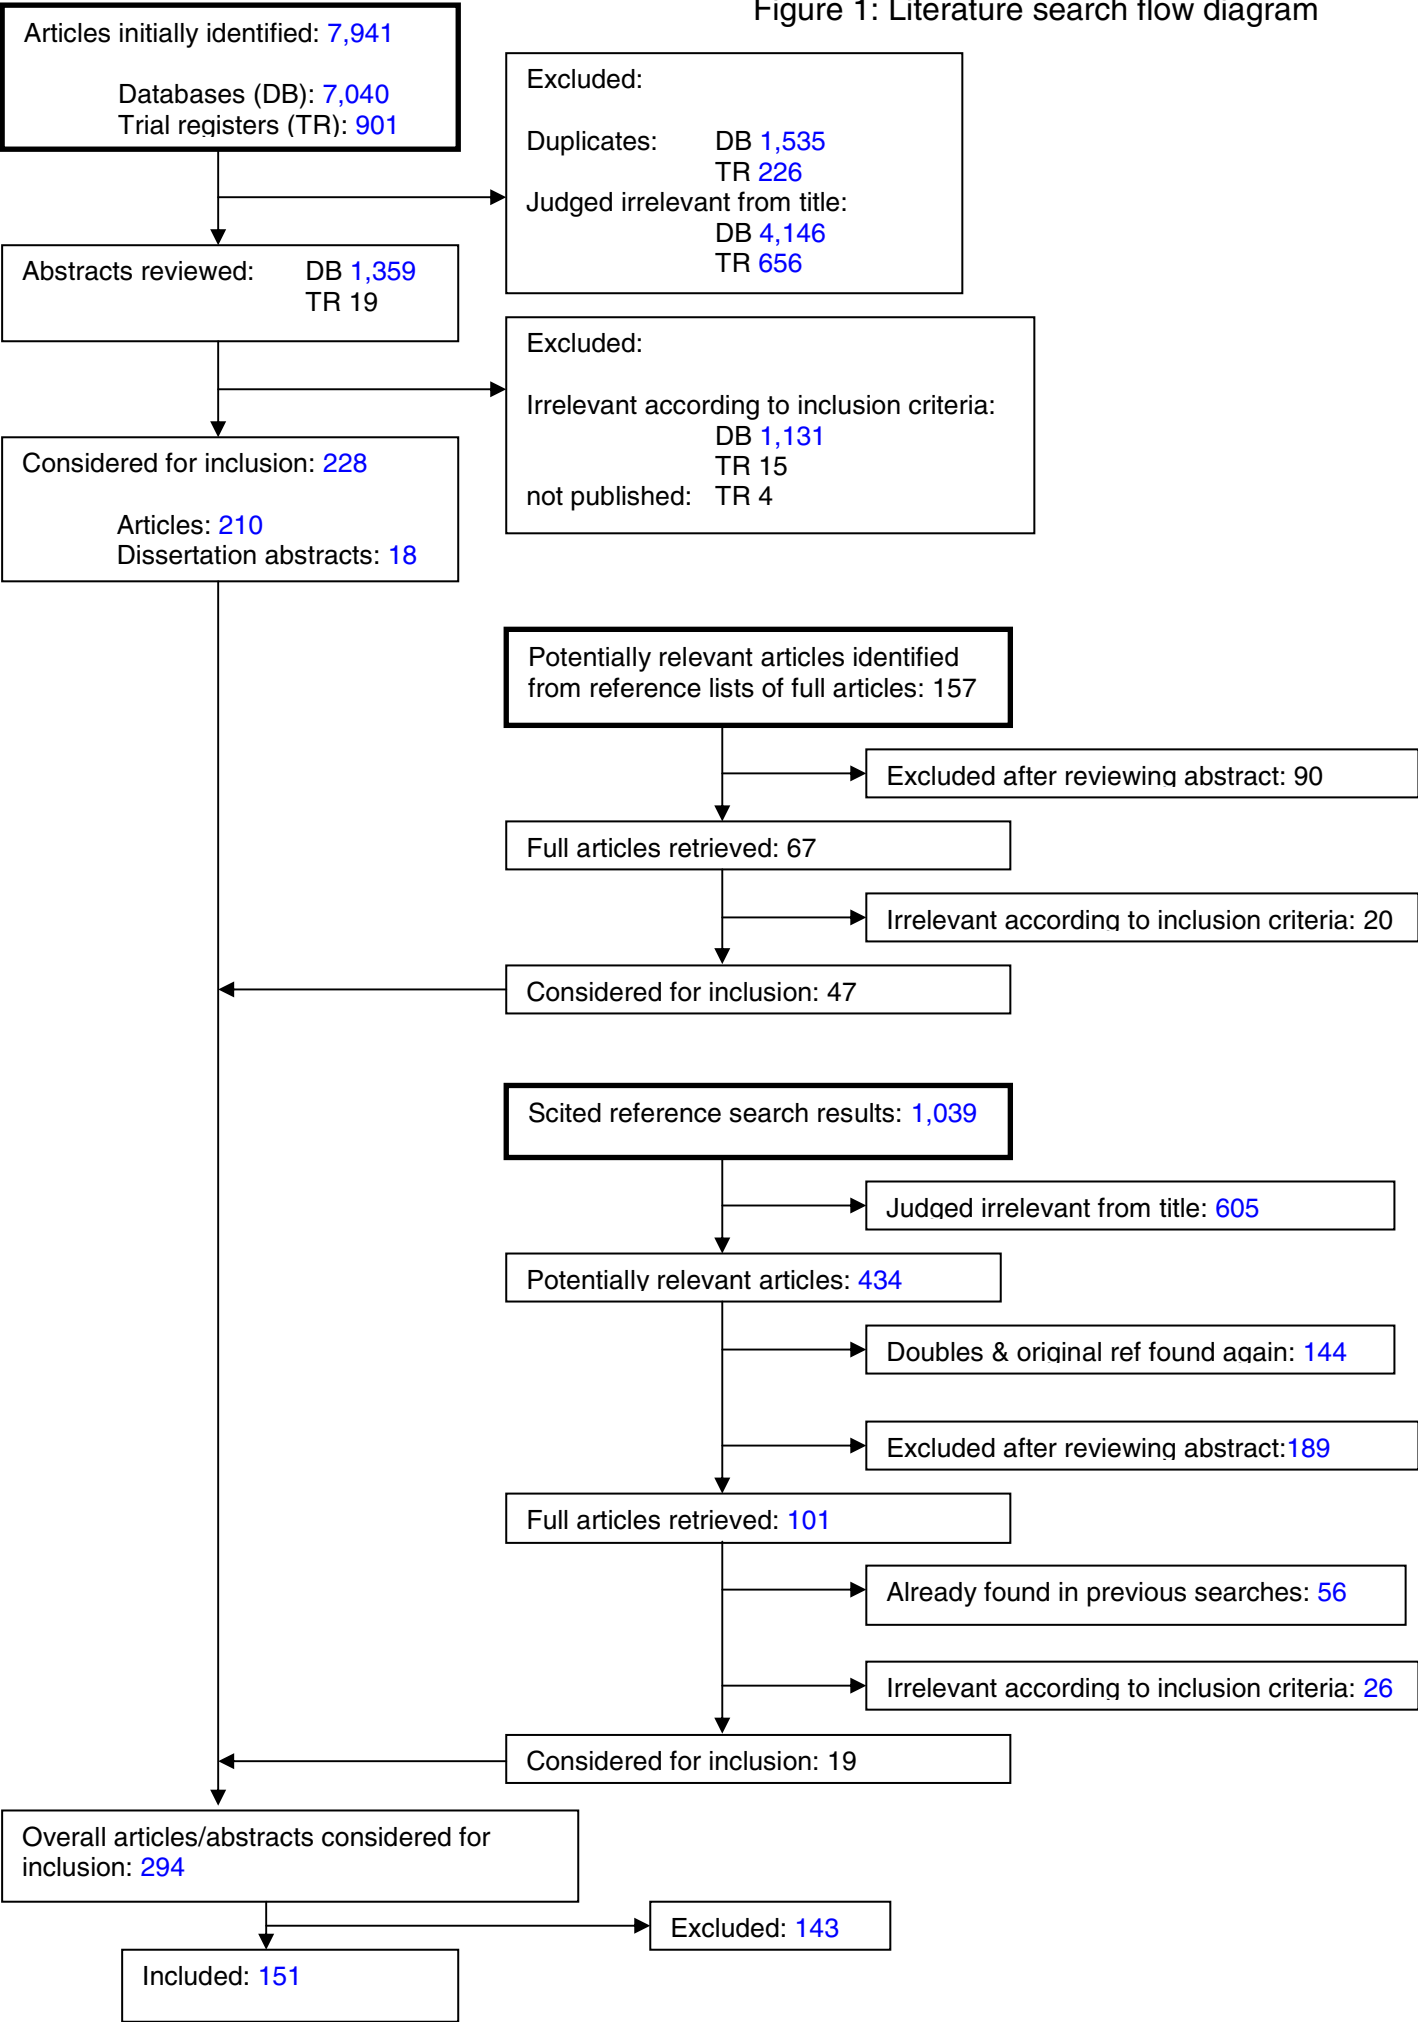 Figure 1: Literature search flow diagram
Articles initially identified: 7,941
Databases (DB): 7,040
Trial registers (TR): 901
Excluded:
Duplicates: DB 1,535
TR 226
Judged irrelevant from title:
DB 4,146
TR 656
Abstracts reviewed: DB 1,359
TR 19
Excluded:
Irrelevant according to inclusion criteria:
DB 1,131
TR 15
not published: TR 4
Considered for inclusion: 228
Articles: 210
Dissertation abstracts: 18
Potentially relevant articles identified
from reference lists of full articles: 157
Excluded after reviewing abstract: 90
Full articles retrieved: 67
Irrelevant according to inclusion criteria: 20
Considered for inclusion: 47
Scited reference search results: 1,039
Judged irrelevant from title: 605
Potentially relevant articles: 434
Doubles & original ref found again: 144
Excluded after reviewing abstract:189
Full articles retrieved: 101
Already found in previous searches: 56
Irrelevant according to inclusion criteria: 26
Considered for inclusion: 19
Overall articles/abstracts considered for
inclusion: 294
Excluded: 143
Included: 151